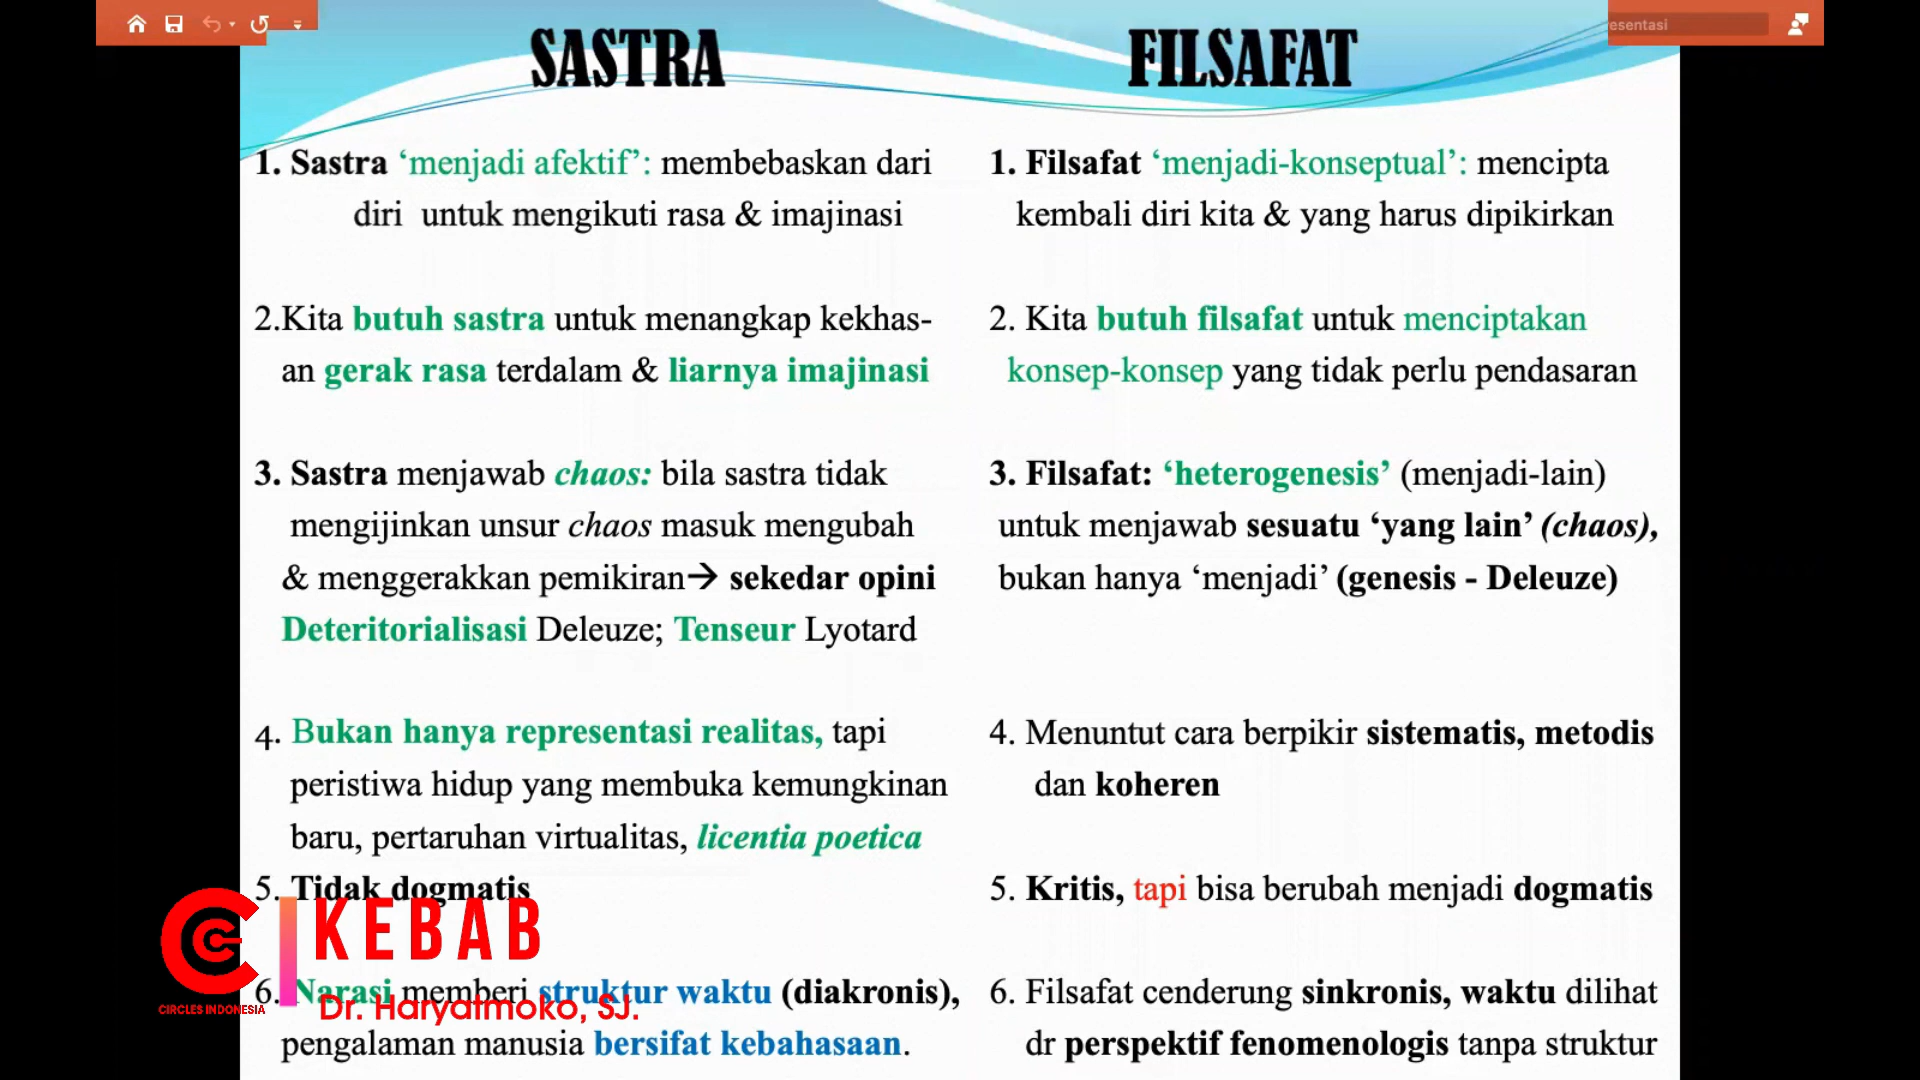 esentasi
SASTRA
1. Sastra ‘menjadi afektif’: membebaskan dari
diri untuk mengikuti rasa & imajinasi
2.Kita butuh sastra untuk menangkap kekhas-
an gerak rasa terdalam & liarnya imajinasi
3. Sastra menjawab chaos: bila sastra tidak
mengijinkan unsur chaos masuk mengubah
& menggerakkan pemikiran→ sekedar opini
Deteritorialisasi Deleuze; Tenseur Lyotard
4. Bukan hanya representasi realitas, tapi
peristiwa hidup yang membuka kemungkinan
baru, pertaruhan virtualitas, licentia poetica
5. Tidak dogmatis
6. Narasi memberi struktur waktu (diakronis),
pengalaman manusia bersifat kebahasaan.
FILSAFAT
1. Filsafat ‘menjadi-konseptual’: mencipta
kembali diri kita & yang harus dipikirkan
2. Kita butuh filsafat untuk menciptakan
konsep-konsep yang tidak perlu pendasaran
3. Filsafat: ‘heterogenesis’ (menjadi-lain)
untuk menjawab sesuatu ‘yang lain’ (chaos),
bukan hanya ‘menjadi’ (genesis - Deleuze)
4. Menuntut cara berpikir sistematis, metodis
dan koheren
5. Kritis, tapi bisa berubah menjadi dogmatis
6. Filsafat cenderung sinkronis, waktu dilihat
dr perspektif fenomenologis tanpa struktur
CIRCLES INDONESIA
KEBAB
Dr. Haryatmoko, SJ.